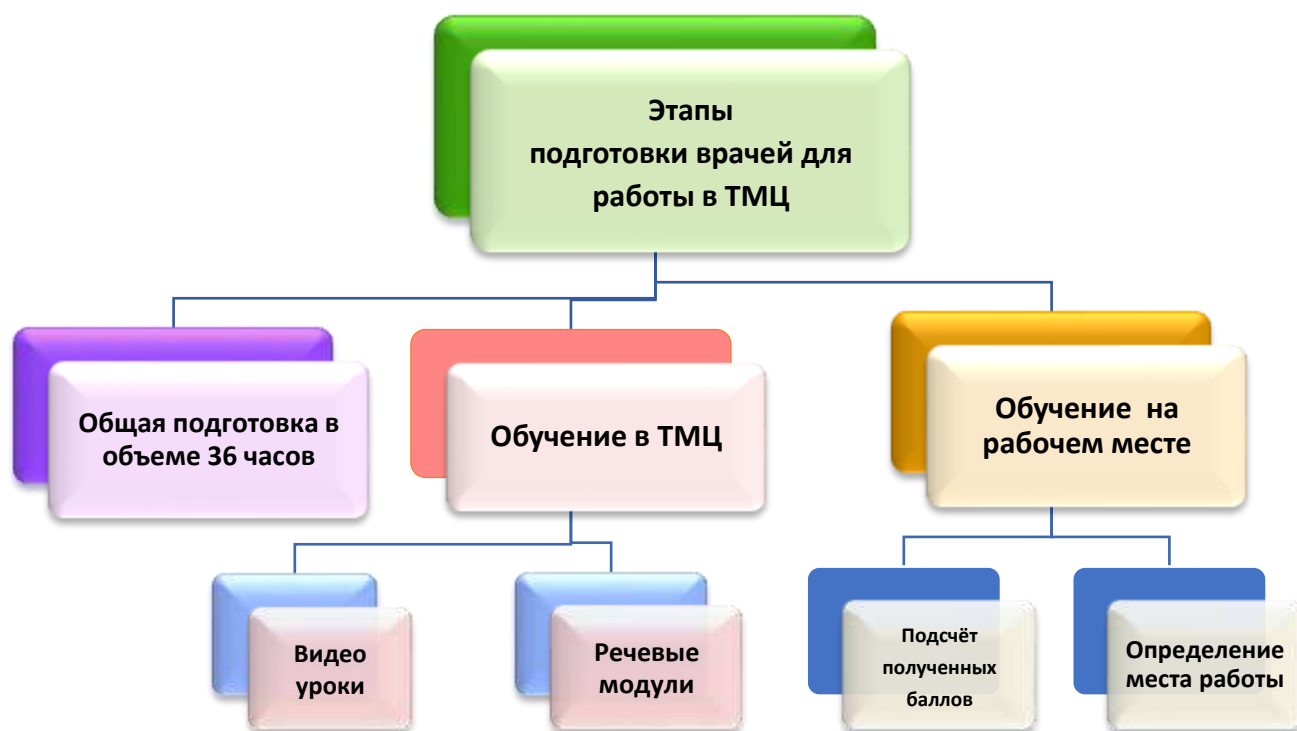 Этапы
подготовки врачей для
работы в ТМЦ
Общая подготовка в
объеме 36 часов
Обучение в ТМЦ
Обучение на
рабочем месте
Видео
уроки
Речевые
модули
Подсчёт
полученных
баллов
Определение
места работы